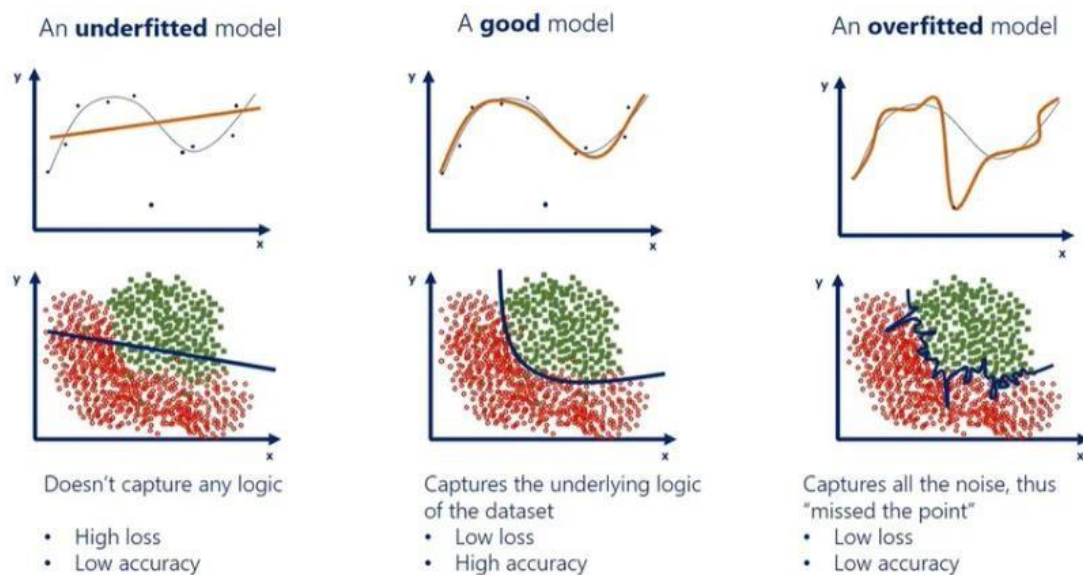 An underfitted model
A good model
An overfitted model
y
x
y
x
y
x
y
x
y
x
y
x
Doesn't capture any logic
• High loss
• Low accuracy
Captures the underlying logic
of the dataset
• Low loss
• High accuracy
Captures all the noise, thus
"missed the point"
• Low loss
• Low accuracy